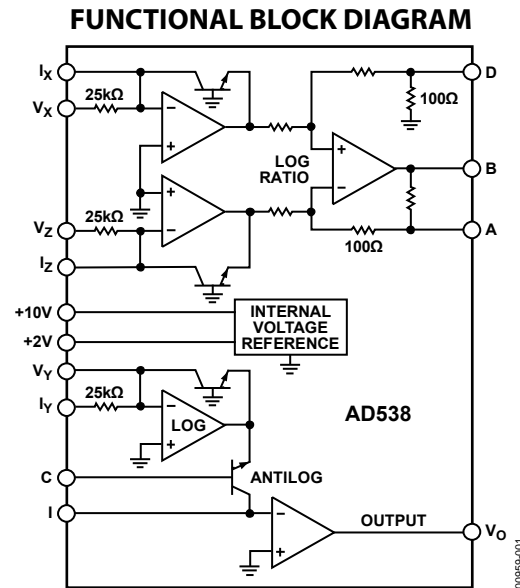 FUNCTIONAL BLOCK DIAGRAM
IX
25kΩ
VX
D
100Ω
LOG
RATIO
B
VZ
25kΩ
A
100Ω
IZ
+10V
+2V
INTERNAL
VOLTAGE
REFERENCE
VY
25kΩ
IY
LOG
AD538
C
ANTILOG
I
OUTPUT
VO
00959-001